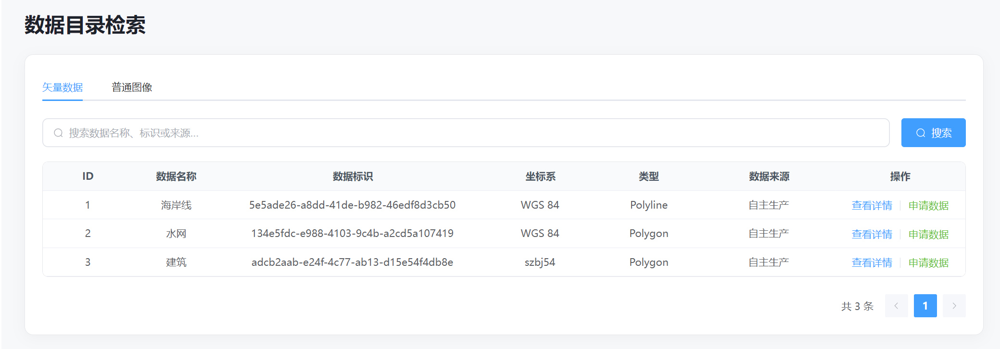 数据目录检索
矢量数据 普通图像
搜索数据名称、标识或来源... 搜索
ID 数据名称 数据标识 坐标系 类型 数据来源 操作
1 海岸线 5e5ade26-a8dd-41de-b982-46edf8d3cb50 WGS 84 Polyline 自主生产 查看详情 申请数据
2 水网 134e5fdc-e988-4103-9c4b-a2cd5a107419 WGS 84 Polygon 自主生产 查看详情 申请数据
3 建筑 adcb2aab-e24f-4c77-ab13-d15e54f4db8e szbj54 Polygon 自主生产 查看详情 申请数据
共 3 条 1